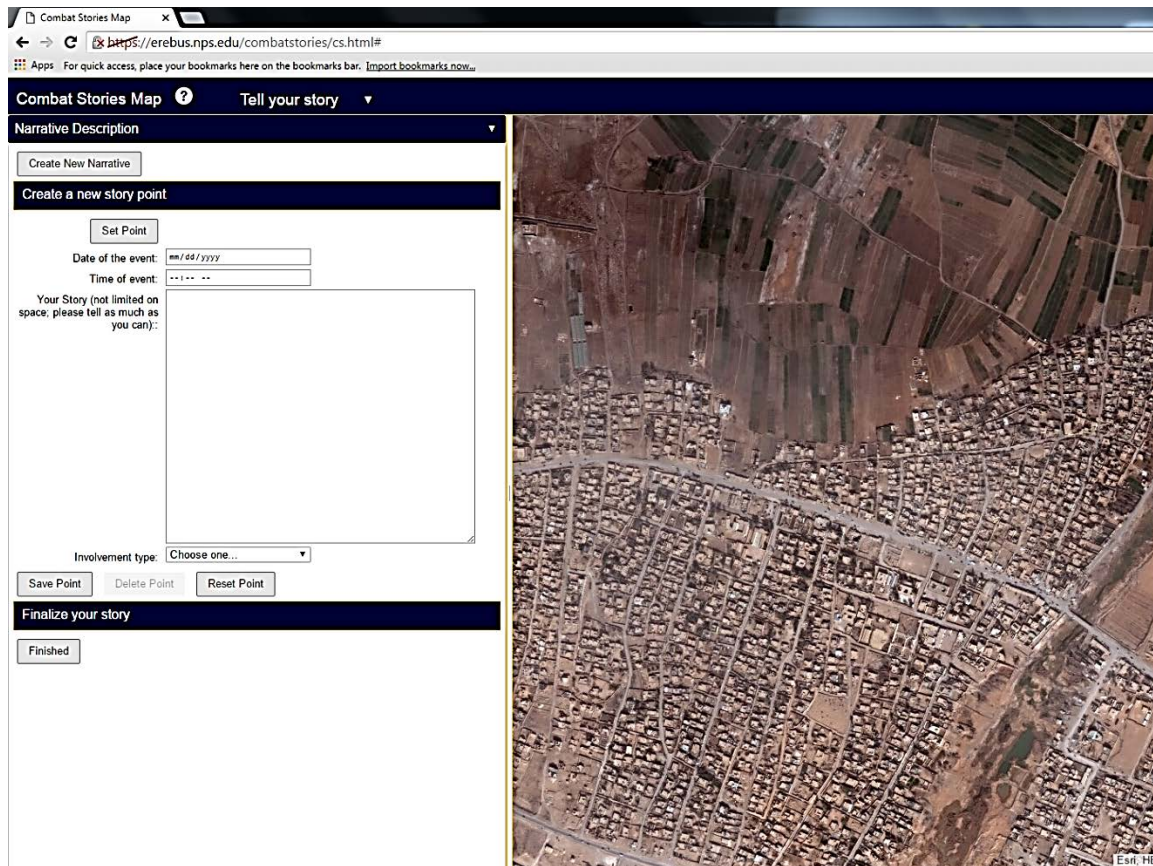 Combat Stories Map
https://erebus.nps.edu/combatstories/cs.html#
Apps For quick access, place your bookmarks here on the bookmarks bar. Import bookmarks now...
Combat Stories Map ? Tell your story ▼
Narrative Description ▼
Create New Narrative
Create a new story point
Set Point
Date of the event: mm/dd/yyyy
Time of event: --:-- --
Your Story (not limited on
space; please tell as much as
you can)::
Involvement type: Choose one... ▼
Save Point Delete Point Reset Point
Finalize your story
Finished
Esri,